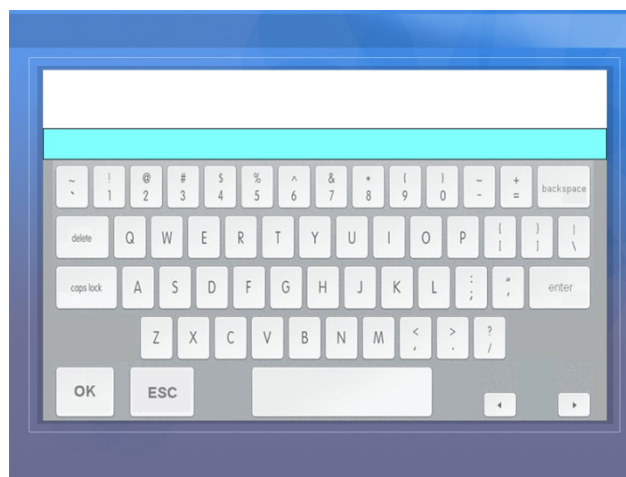 ~ ! @ # $ % ^ & * ( ) - +
` 1 2 3 4 5 6 7 8 9 0 - = backspace
delete Q W E R T Y U I O P { [ } ] | \
caps lock A S D F G H J K L : ; " , enter
Z X C V B N M < , > . ? /
OK ESC